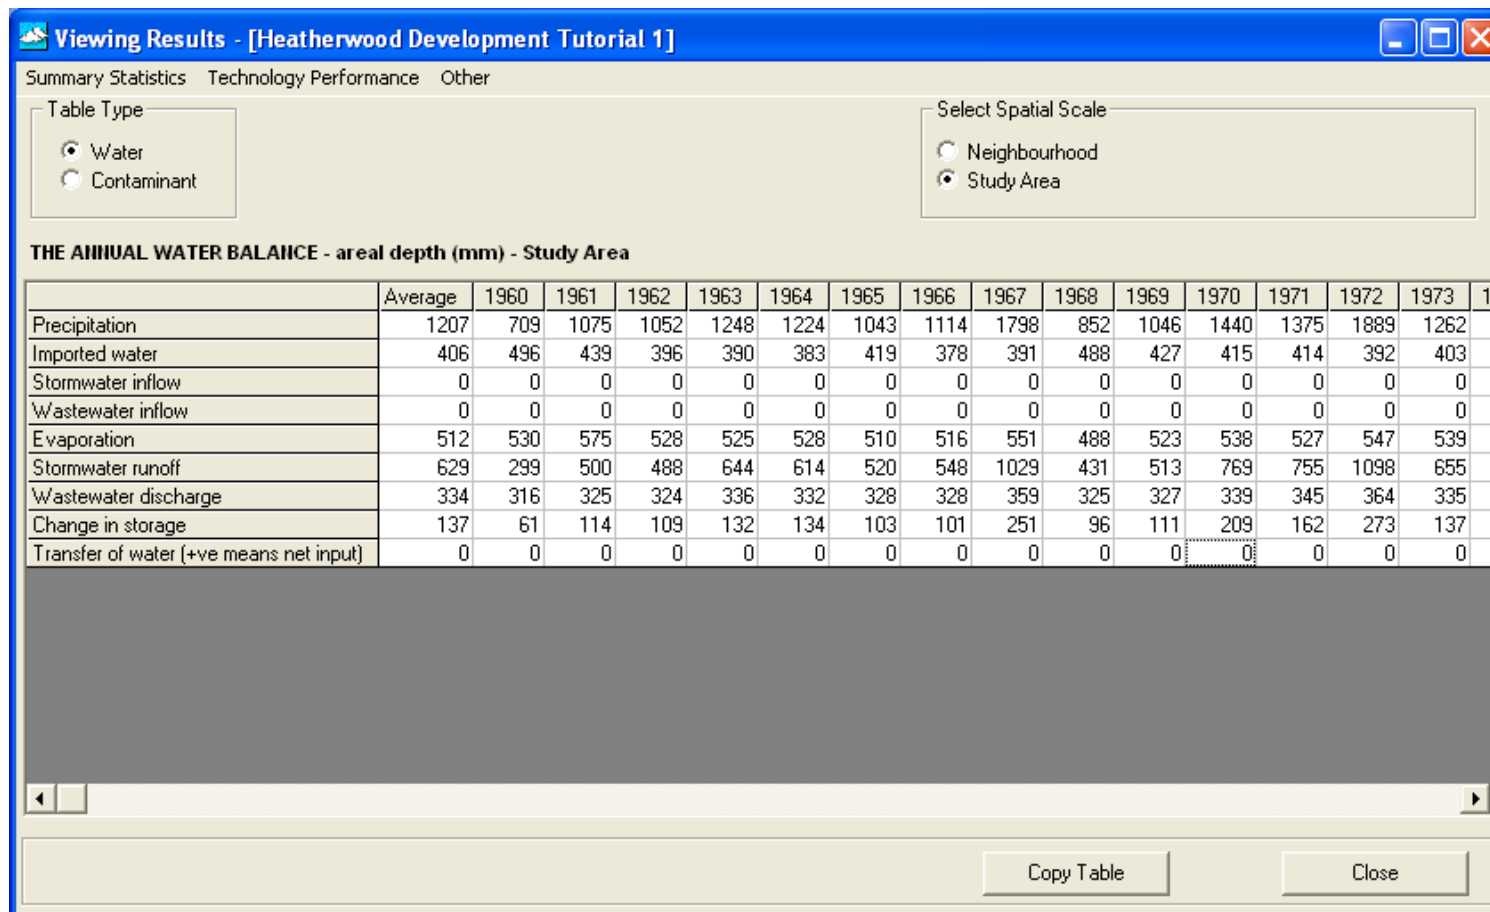 Viewing Results - [Heatherwood Development Tutorial 1]
Summary Statistics Technology Performance Other
Table Type
Water
Contaminant
Select Spatial Scale
Neighbourhood
Study Area
THE ANNUAL WATER BALANCE - areal depth (mm) - Study Area
Average 1960 1961 1962 1963 1964 1965 1966 1967 1968 1969 1970 1971 1972 1973 1
Precipitation 1207 709 1075 1052 1248 1224 1043 1114 1798 852 1046 1440 1375 1889 1262
Imported water 406 496 439 396 390 383 419 378 391 488 427 415 414 392 403
Stormwater inflow 0 0 0 0 0 0 0 0 0 0 0 0 0 0 0
Wastewater inflow 0 0 0 0 0 0 0 0 0 0 0 0 0 0 0
Evaporation 512 530 575 528 525 528 510 516 551 488 523 538 527 547 539
Stormwater runoff 629 299 500 488 644 614 520 548 1029 431 513 769 755 1098 655
Wastewater discharge 334 316 325 324 336 332 328 328 359 325 327 339 345 364 335
Change in storage 137 61 114 109 132 134 103 101 251 96 111 209 162 273 137
Transfer of water (+ve means net input) 0 0 0 0 0 0 0 0 0 0 0 0 0 0 0
Copy Table Close